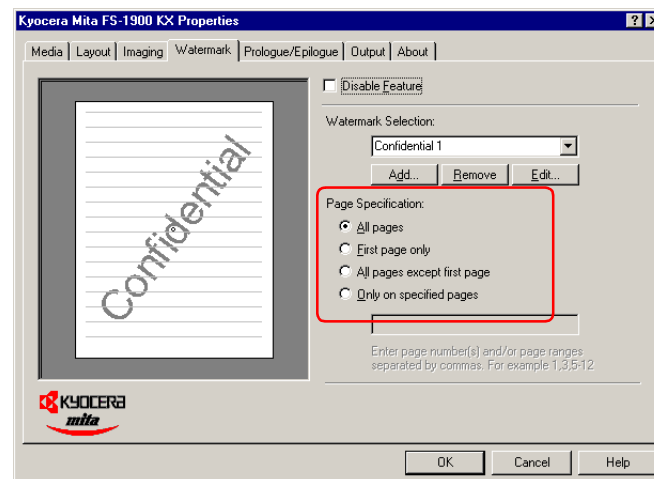 Kyocera Mita FS-1900 KX Properties
Media Layout Imaging Watermark Prologue/Epilogue Output About
Disable Feature
Watermark Selection:
Confidential 1
Add... Remove Edit...
Page Specification:
All pages
First page only
All pages except first page
Only on specified pages
Enter page number(s) and/or page ranges
separated by commas. For example 1,3,5-12
Confidential
KYOCERA
mita
OK Cancel Help